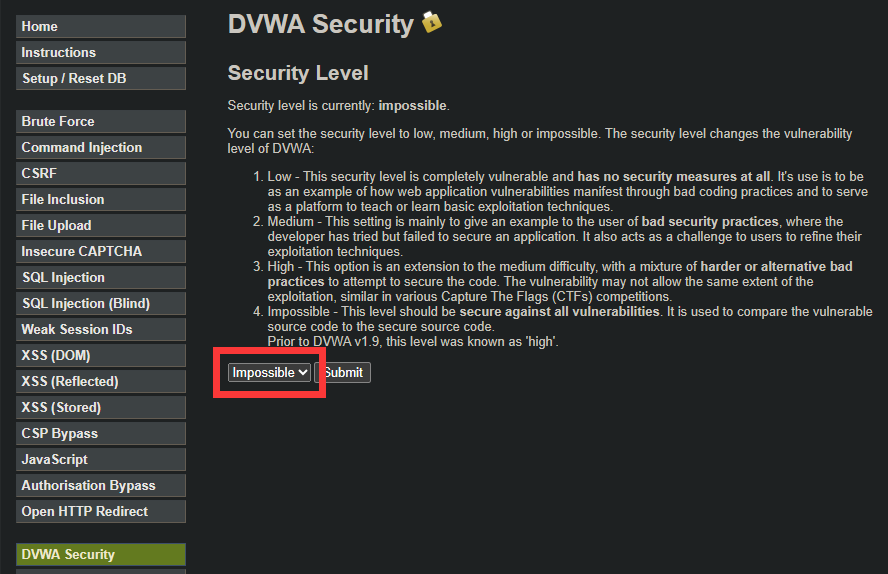 Home
Instructions
Setup / Reset DB
Brute Force
Command Injection
CSRF
File Inclusion
File Upload
Insecure CAPTCHA
SQL Injection
SQL Injection (Blind)
Weak Session IDs
XSS (DOM)
XSS (Reflected)
XSS (Stored)
CSP Bypass
JavaScript
Authorisation Bypass
Open HTTP Redirect
DVWA Security
DVWA Security
Security Level
Security level is currently: impossible.
You can set the security level to low, medium, high or impossible. The security level changes the vulnerability
level of DVWA:
1. Low - This security level is completely vulnerable and has no security measures at all. It's use is to be
as an example of how web application vulnerabilities manifest through bad coding practices and to serve
as a platform to teach or learn basic exploitation techniques.
2. Medium - This setting is mainly to give an example to the user of bad security practices, where the
developer has tried but failed to secure an application. It also acts as a challenge to users to refine their
exploitation techniques.
3. High - This option is an extension to the medium difficulty, with a mixture of harder or alternative bad
practices to attempt to secure the code. The vulnerability may not allow the same extent of the
exploitation, similar in various Capture The Flags (CTFs) competitions.
4. Impossible - This level should be secure against all vulnerabilities. It is used to compare the vulnerable
source code to the secure source code.
Prior to DVWA v1.9, this level was known as 'high'.
Impossible Submit